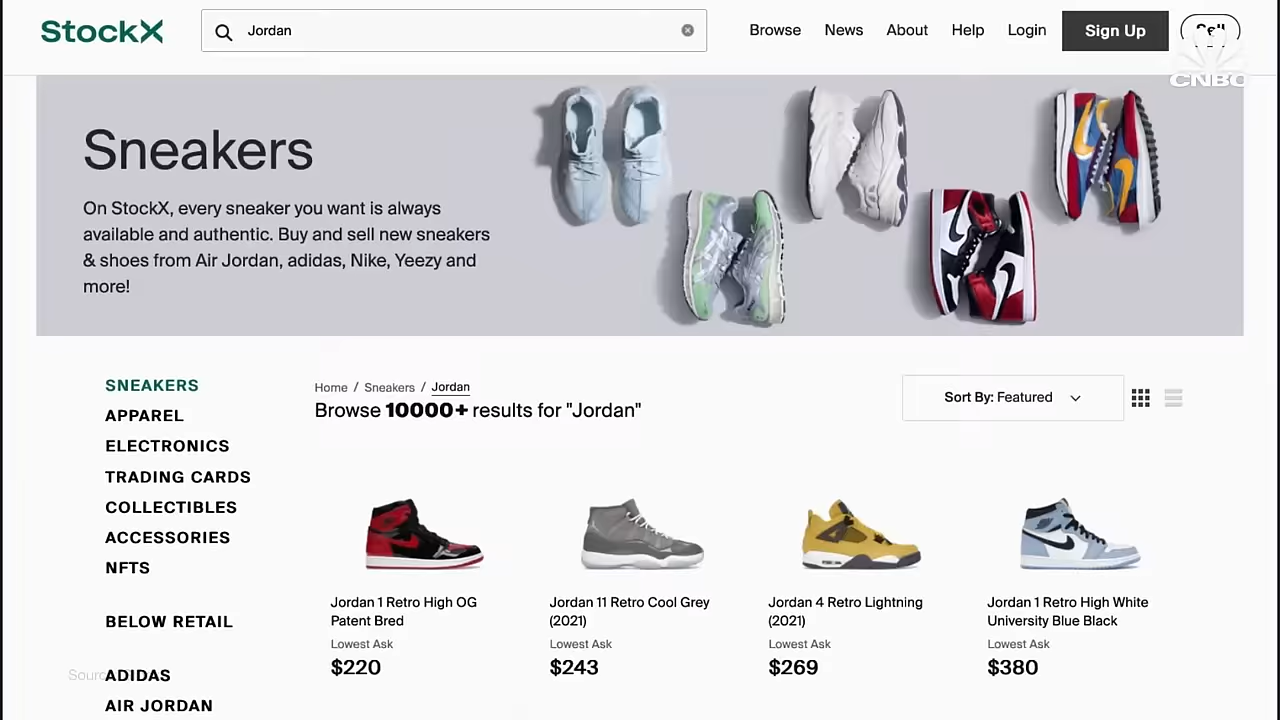 StockX
Jordan
Browse
News
About
Help
Login
Sign Up
Sell
CNBC
Sneakers
On StockX, every sneaker you want is always
available and authentic. Buy and sell new sneakers
& shoes from Air Jordan, adidas, Nike, Yeezy and
more!
SNEAKERS
APPAREL
ELECTRONICS
TRADING CARDS
COLLECTIBLES
ACCESSORIES
NFTS
BELOW RETAIL
ADIDAS
AIR JORDAN
Home / Sneakers / Jordan
Browse 10000+ results for "Jordan"
Sort By: Featured
Jordan 1 Retro High OG
Patent Bred
Lowest Ask
$220
Jordan 11 Retro Cool Grey
(2021)
Lowest Ask
$243
Jordan 4 Retro Lightning
(2021)
Lowest Ask
$269
Jordan 1 Retro High White
University Blue Black
Lowest Ask
$380